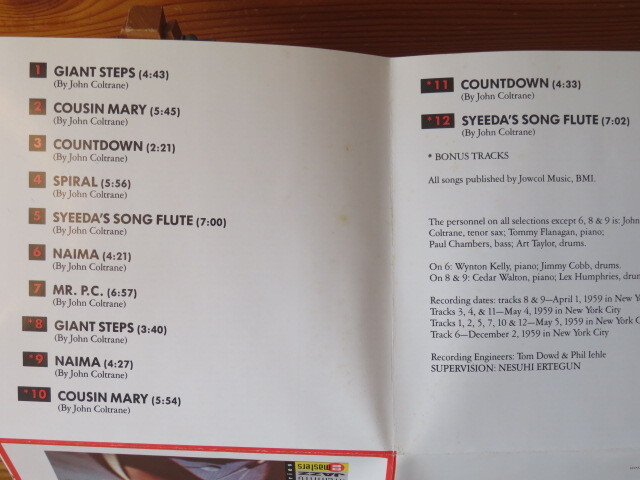 1 GIANT STEPS (4:43)
(By John Coltrane)
2 COUSIN MARY (5:45)
(By John Coltrane)
3 COUNTDOWN (2:21)
(By John Coltrane)
4 SPIRAL (5:56)
(By John Coltrane)
5 SYEEDA'S SONG FLUTE (7:00)
(By John Coltrane)
6 NAIMA (4:21)
(By John Coltrane)
7 MR. P.C. (6:57)
(By John Coltrane)
*8 GIANT STEPS (3:40)
(By John Coltrane)
*9 NAIMA (4:27)
(By John Coltrane)
*10 COUSIN MARY (5:54)
(By John Coltrane)
*11 COUNTDOWN (4:33)
(By John Coltrane)
*12 SYEEDA'S SONG FLUTE (7:02)
(By John Coltrane)
* BONUS TRACKS
All songs published by Jowcol Music, BMI.
The personnel on all selections except 6, 8 & 9 is: John
Coltrane, tenor sax; Tommy Flanagan, piano;
Paul Chambers, bass; Art Taylor, drums.
On 6: Wynton Kelly, piano; Jimmy Cobb, drums.
On 8 & 9: Cedar Walton, piano; Lex Humphries, drum
Recording dates: tracks 8 & 9—April 1, 1959 in New Y
Tracks 3, 4, & 11—May 4, 1959 in New York City
Tracks 1, 2, 5, 7, 10 & 12—May 5, 1959 in New York C
Track 6—December 2, 1959 in New York City
Recording Engineers: Tom Dowd & Phil Iehle
SUPERVISION: NESUHI ERTEGUN
masters
JAZZ